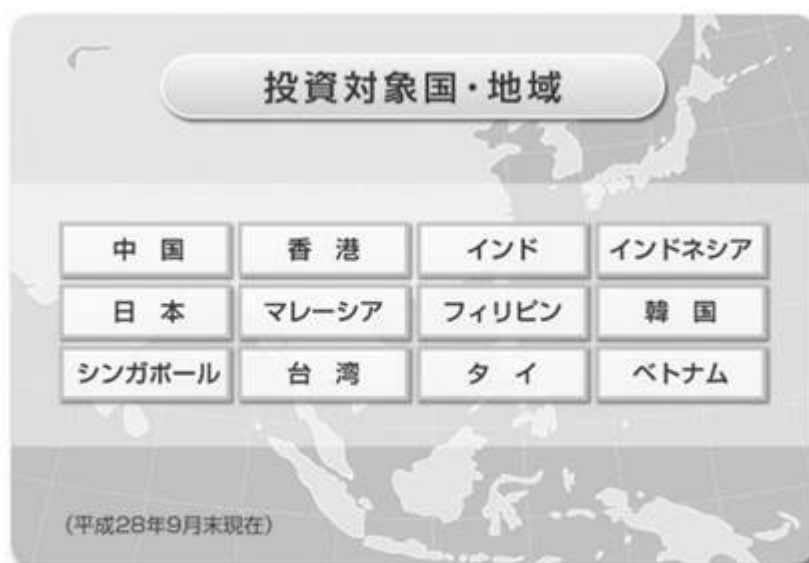 投資対象国・地域
中 国 香 港 インド インドネシア
日 本 マレーシア フィリピン 韓 国
シンガポール 台 湾 タ イ ベトナム
(平成28年9月末現在)